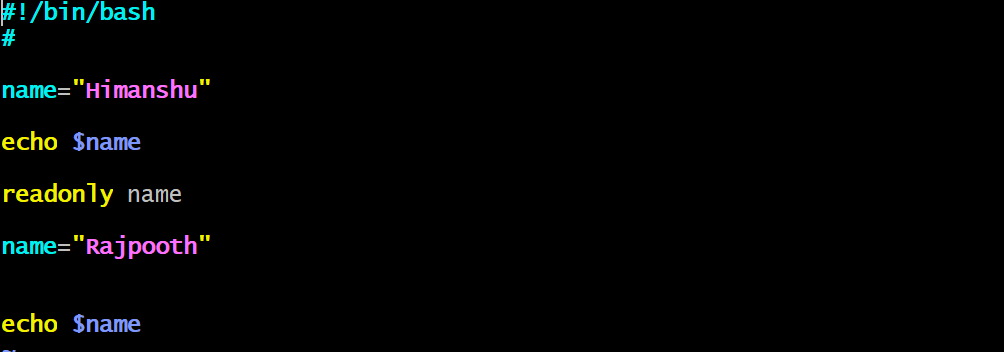 #!/bin/bash
#
name="Himanshu"
echo $name
readonly name
name="Rajpooth"
echo $name
~